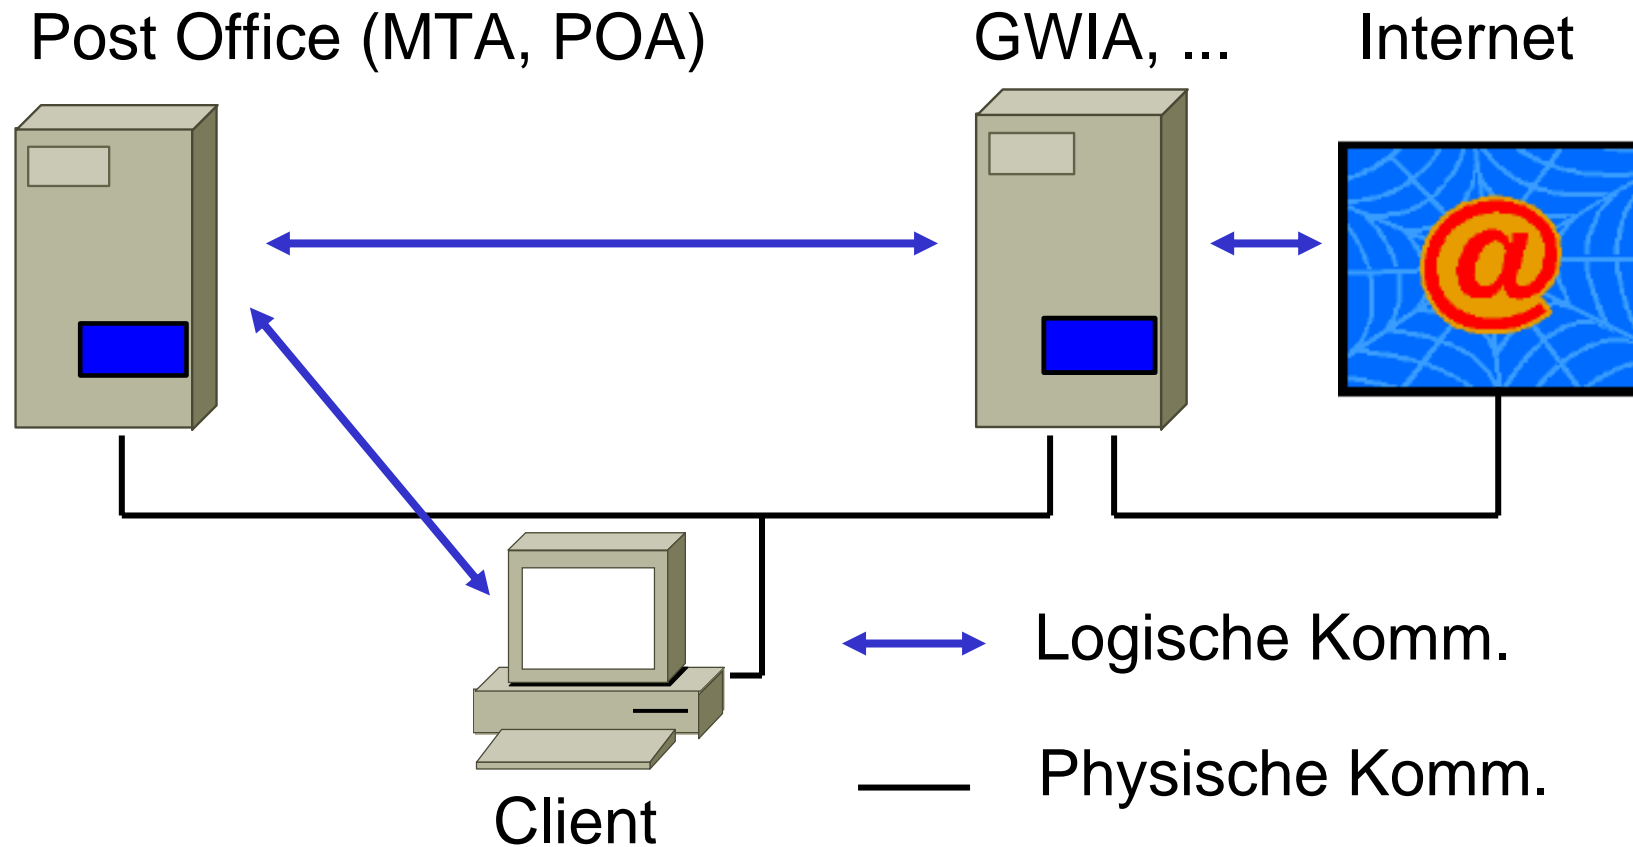 Post Office (MTA, POA)
GWIA, ...
Internet
@
Logische Komm.
Physische Komm.
Client